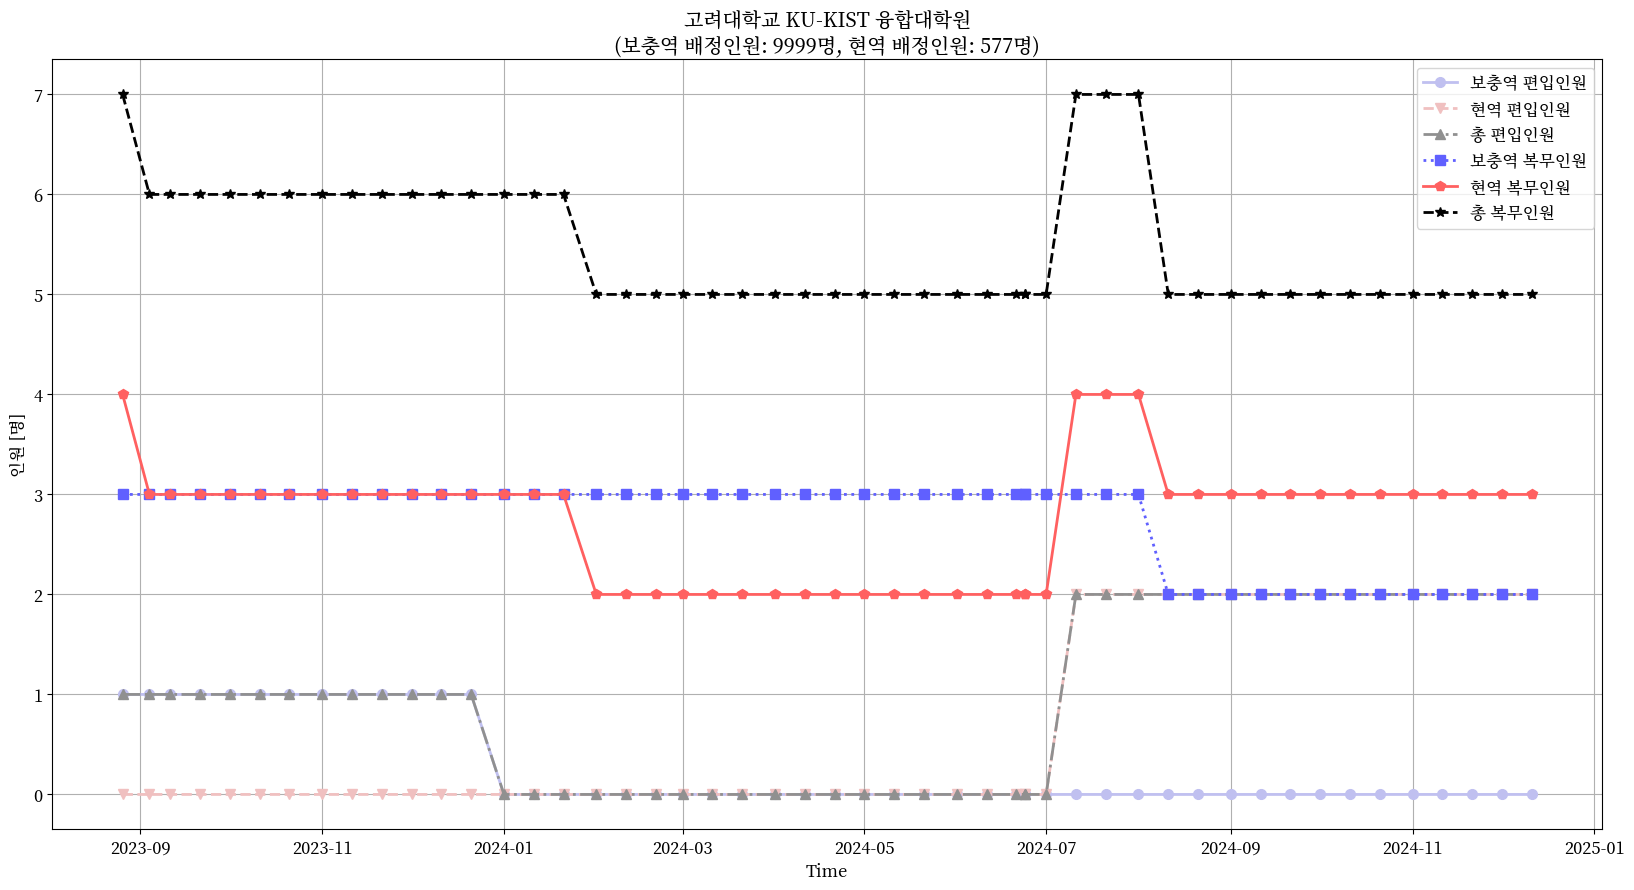 고려대학교 KU-KIST 융합대학원
(보충역 배정인원: 9999명, 현역 배정인원: 577명)
보충역 편입인원
현역 편입인원
총 편입인원
보충역 복무인원
현역 복무인원
총 복무인원
인원 [명]
7
6
5
4
3
2
1
0
2023-09
2023-11
2024-01
2024-03
2024-05
2024-07
2024-09
2024-11
2025-01
Time